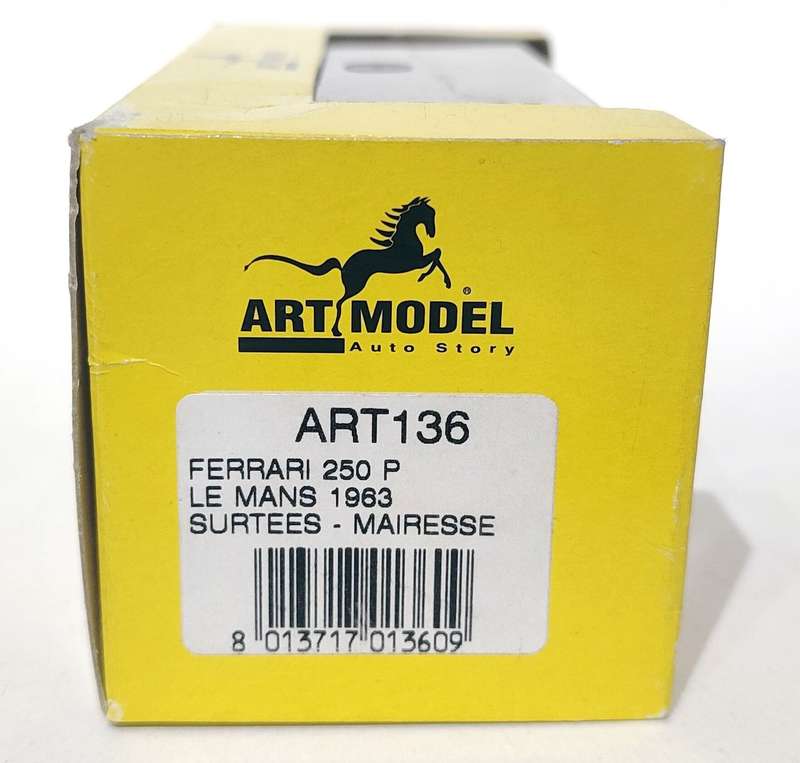 ART MODEL ®
Auto Story
ART136
FERRARI 250 P
LE MANS 1963
SURTEES - MAIRESSE
8 013717 013609